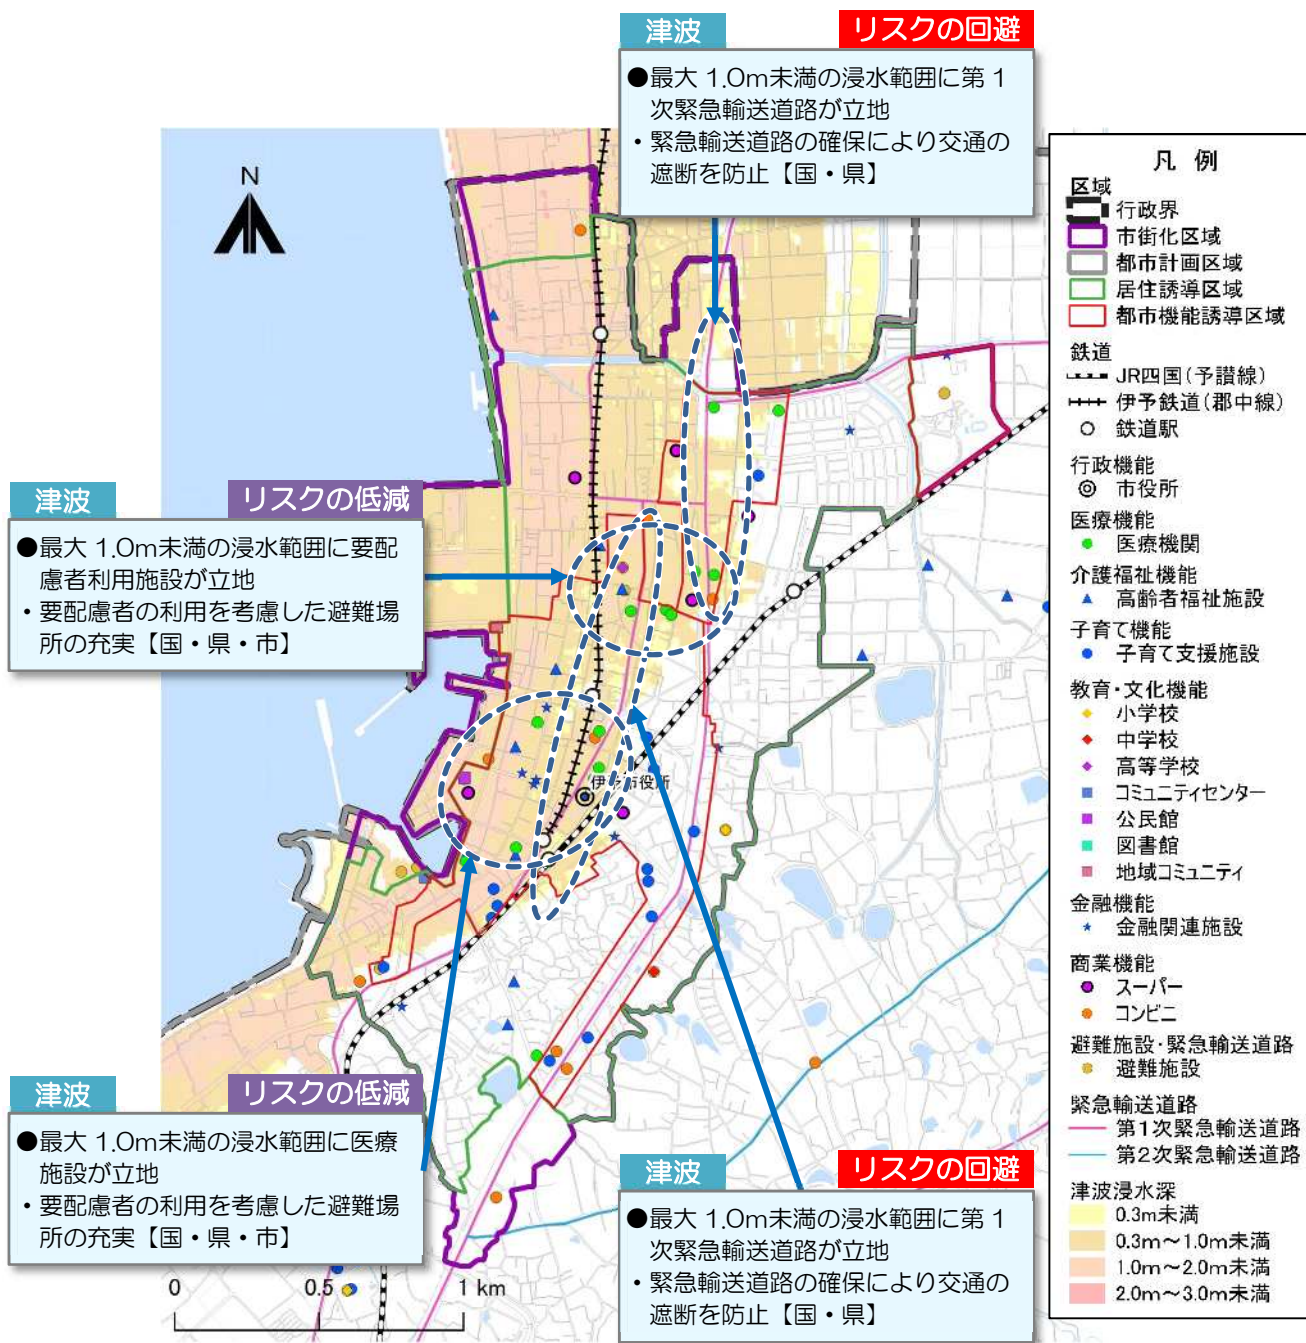 津波
リスクの回避
●最大 1.0m未満の浸水範囲に第 1
次緊急輸送道路が立地
・緊急輸送道路の確保により交通の
遮断を防止【国・県】
N
津波
リスクの低減
●最大 1.0m未満の浸水範囲に要配
慮者利用施設が立地
・要配慮者の利用を考慮した避難場
所の充実【国・県・市】
伊予市役所
津波
リスクの低減
●最大 1.0m未満の浸水範囲に医療
施設が立地
・要配慮者の利用を考慮した避難場
所の充実【国・県・市】
津波
リスクの回避
●最大 1.0m未満の浸水範囲に第 1
次緊急輸送道路が立地
・緊急輸送道路の確保により交通の
遮断を防止【国・県】
0 0.5 1 km
凡 例
区域
行政界
市街化区域
都市計画区域
居住誘導区域
都市機能誘導区域
鉄道
JR四国(予讃線)
伊予鉄道(郡中線)
鉄道駅
行政機能
市役所
医療機能
医療機関
介護福祉機能
高齢者福祉施設
子育て機能
子育て支援施設
教育・文化機能
小学校
中学校
高等学校
コミュニティセンター
公民館
図書館
地域コミュニティ
金融機能
金融関連施設
商業機能
スーパー
コンビニ
避難施設・緊急輸送道路
避難施設
緊急輸送道路
第1次緊急輸送道路
第2次緊急輸送道路
津波浸水深
0.3m未満
0.3m～1.0m未満
1.0m～2.0m未満
2.0m～3.0m未満